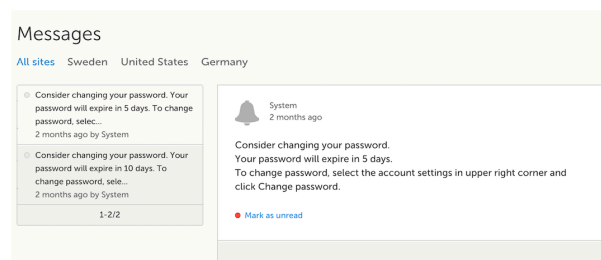 Messages
All sites Sweden United States Germany
Consider changing your password. Your
password will expire in 5 days. To change
password, selec...
2 months ago by System
Consider changing your password. Your
password will expire in 10 days. To
change password, sele...
2 months ago by System
1-2/2
System
2 months ago
Consider changing your password.
Your password will expire in 5 days.
To change password, select the account settings in upper right corner and
click Change password.
Mark as unread